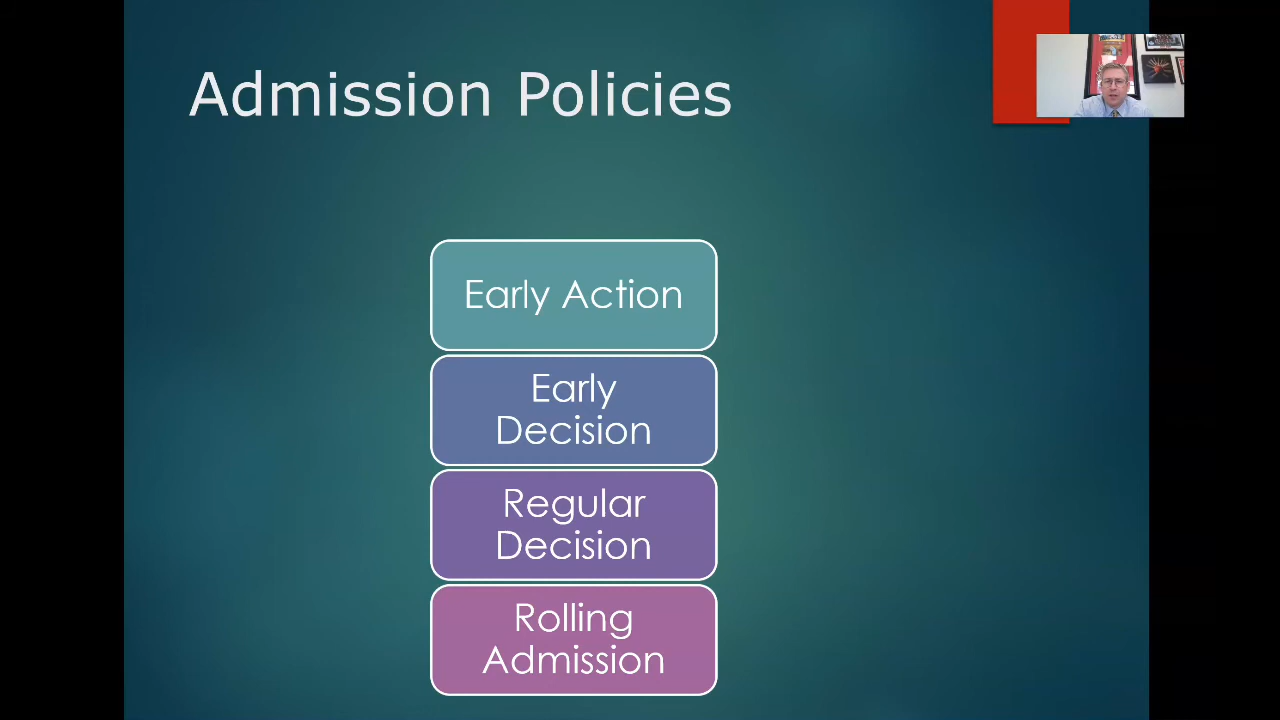 Admission Policies
Early Action
Early
Decision
Regular
Decision
Rolling
Admission